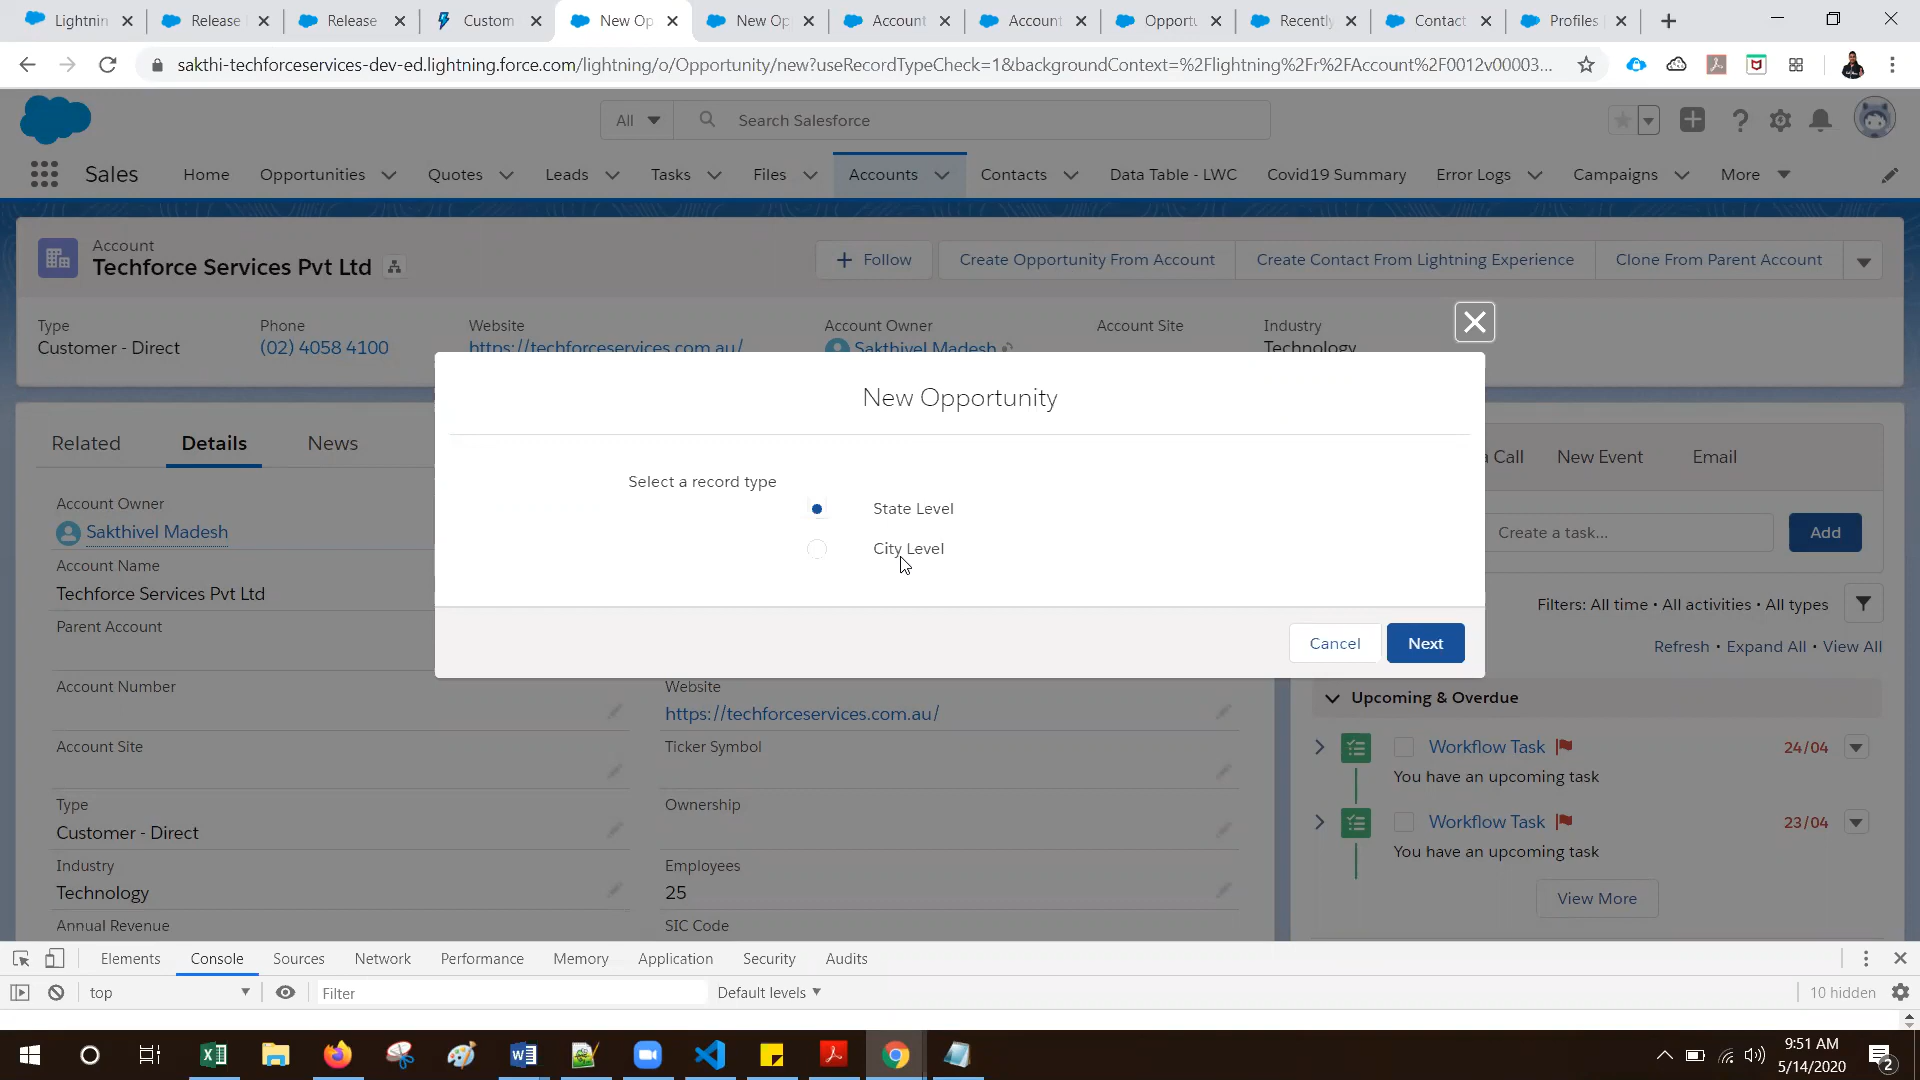 Lightnin
Release
Release
Custom
New Op
New Op
Account
Account
Opportu
Recently
Contact
Profiles
sakthi-techforceservices-dev-ed.lightning.force.com/lightning/o/Opportunity/new?useRecordTypeCheck=1&backgroundContext=%2Flightning%2Fr%2FAccount%2F0012v00003...
All
Search Salesforce
Sales
Home
Opportunities
Quotes
Leads
Tasks
Files
Accounts
Contacts
Data Table - LWC
Covid19 Summary
Error Logs
Campaigns
More
Account
Techforce Services Pvt Ltd
Follow
Create Opportunity From Account
Create Contact From Lightning Experience
Clone From Parent Account
Type
Customer - Direct
Phone
(02) 4058 4100
Website
https://techforceservices.com.au/
Account Owner
Sakthivel Madesh
Account Site
Industry
Technology
New Opportunity
Select a record type
State Level
City Level
Cancel
Next
Related
Details
News
Account Owner
Sakthivel Madesh
Account Name
Techforce Services Pvt Ltd
Parent Account
Account Number
Website
https://techforceservices.com.au/
Account Site
Ticker Symbol
Type
Customer - Direct
Ownership
Industry
Technology
Employees
25
Annual Revenue
SIC Code
a Call
New Event
Email
Create a task...
Add
Filters: All time • All activities • All types
Refresh • Expand All • View All
Upcoming & Overdue
Workflow Task
24/04
You have an upcoming task
Workflow Task
23/04
You have an upcoming task
View More
Elements
Console
Sources
Network
Performance
Memory
Application
Security
Audits
top
Filter
Default levels
10 hidden
9:51 AM
5/14/2020
2